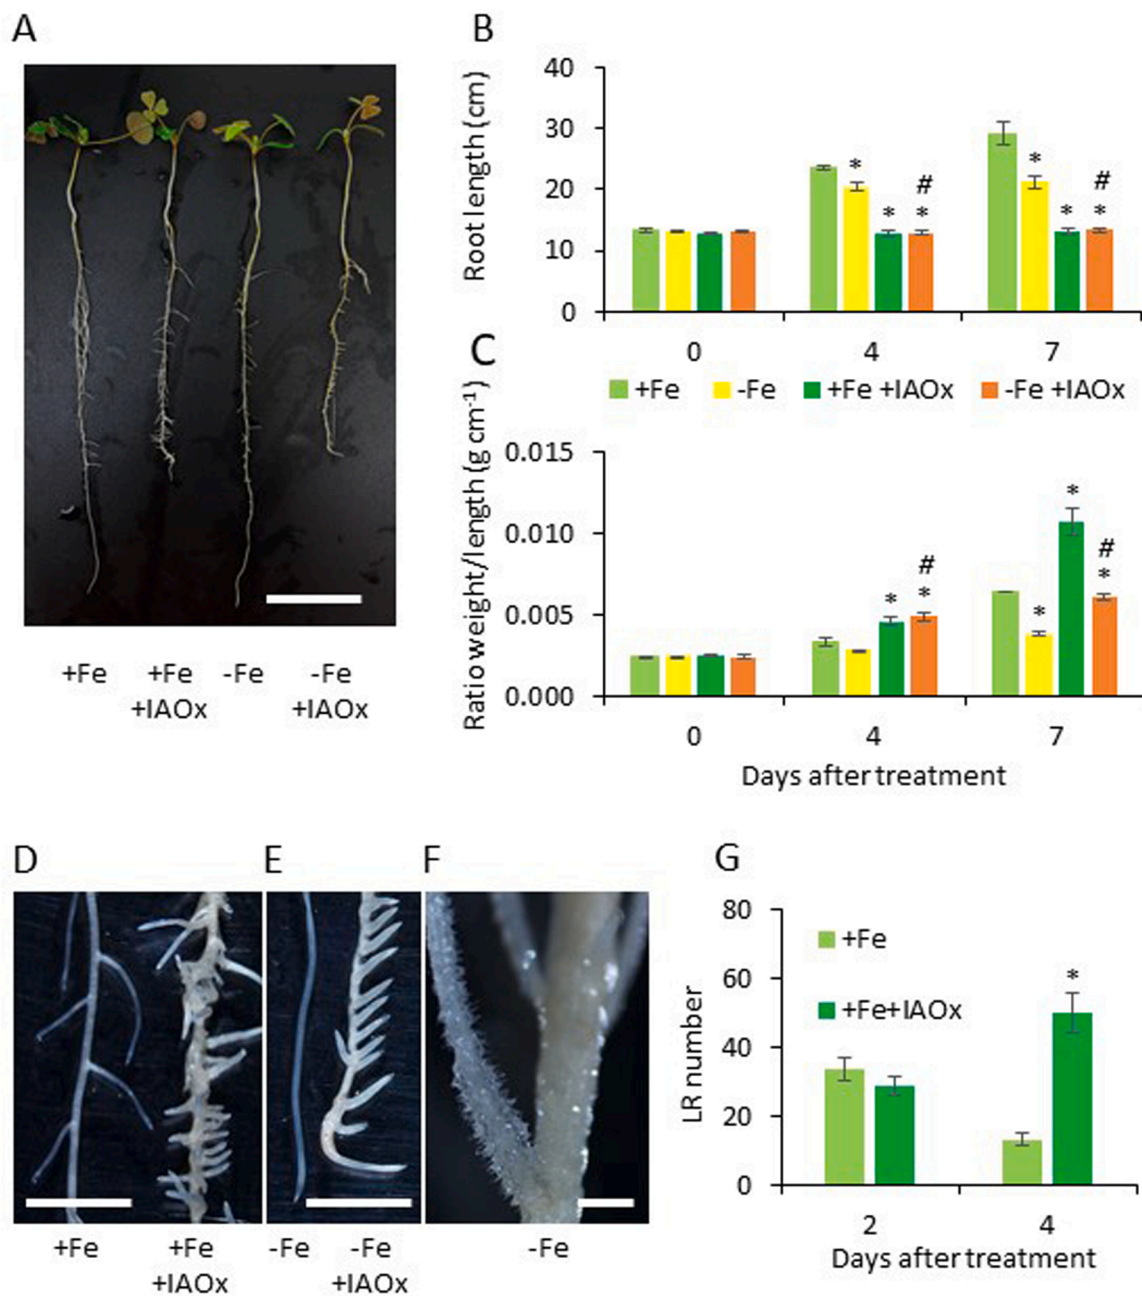 A
+Fe +Fe -Fe -Fe
+IAOx +IAOx
B
Root length (cm)
40
30
20
10
0
* * # * * * # *
0 4 7
+Fe -Fe +Fe +IAOx -Fe +IAOx
C
Ratio weight/length (g cm⁻¹)
0.015
0.010
0.005
0.000
* # * * * # *
0 4 7
Days after treatment
D
+Fe +Fe
+IAOx
E
-Fe -Fe
+IAOx
F
-Fe
G
LR number
80
60
40
20
0
+Fe
+Fe+IAOx
*
2 4
Days after treatment